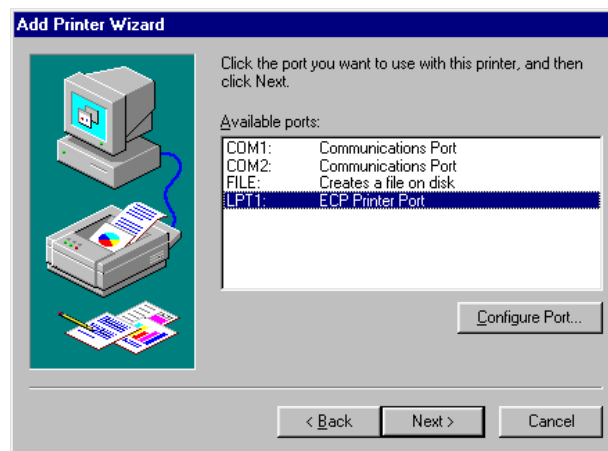 Add Printer Wizard
Click the port you want to use with this printer, and then
click Next.
Available ports:
COM1: Communications Port
COM2: Communications Port
FILE: Creates a file on disk
LPT1: ECP Printer Port
Configure Port...
< Back Next > Cancel